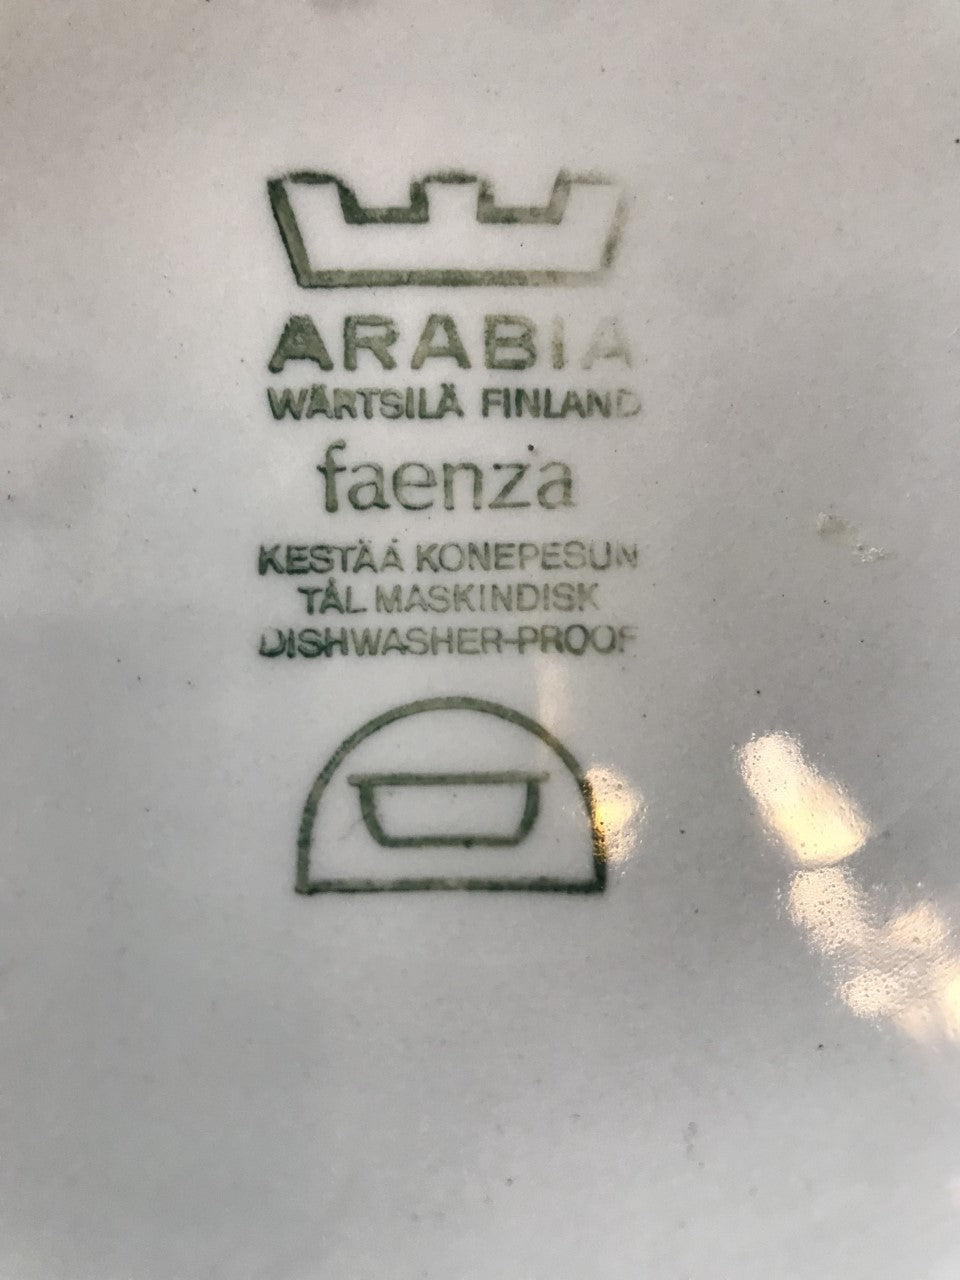 ARABIA
WÄRTSILÄ FINLAND
faenza
KESTÄÄ KONEPESUN
TÅL MASKINDISK
DISHWASHER-PROOF